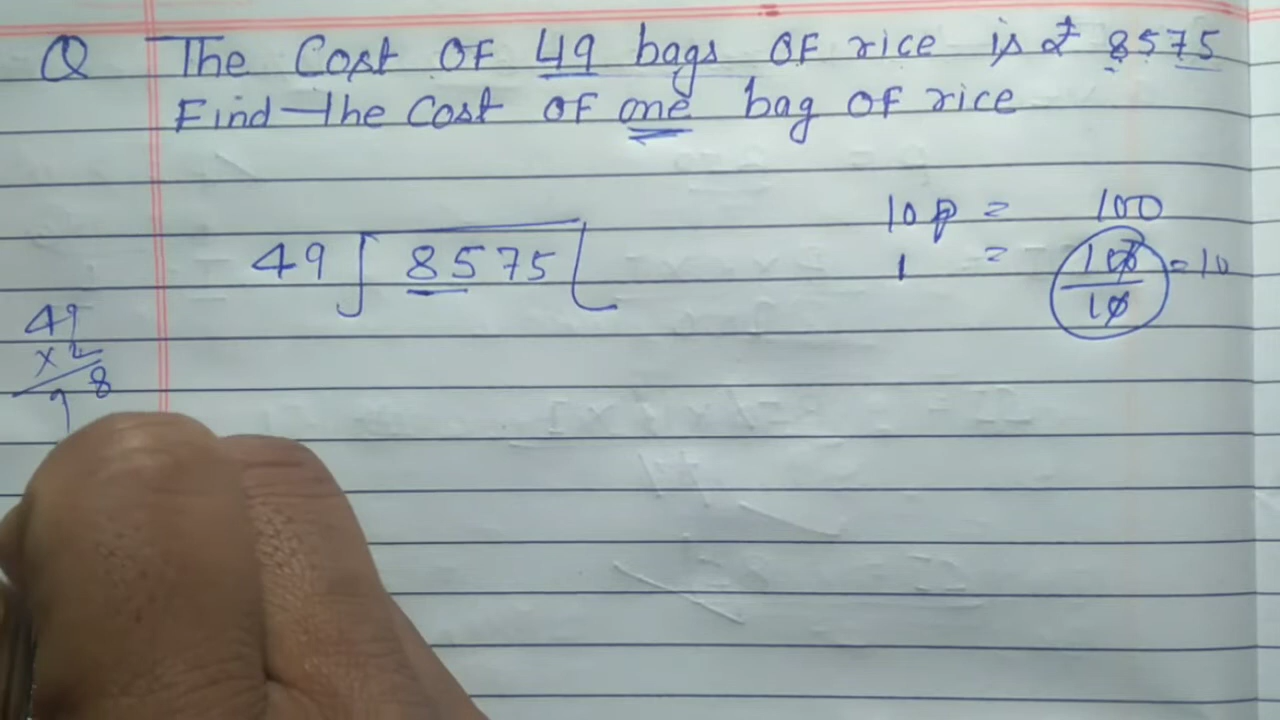 Q The Cost OF 49 bags OF rice is ₹ 8575
Find the Cost OF one bag OF rice
10 p = 100
1 = 100/10 = 10
49 8575
49
x 2
98